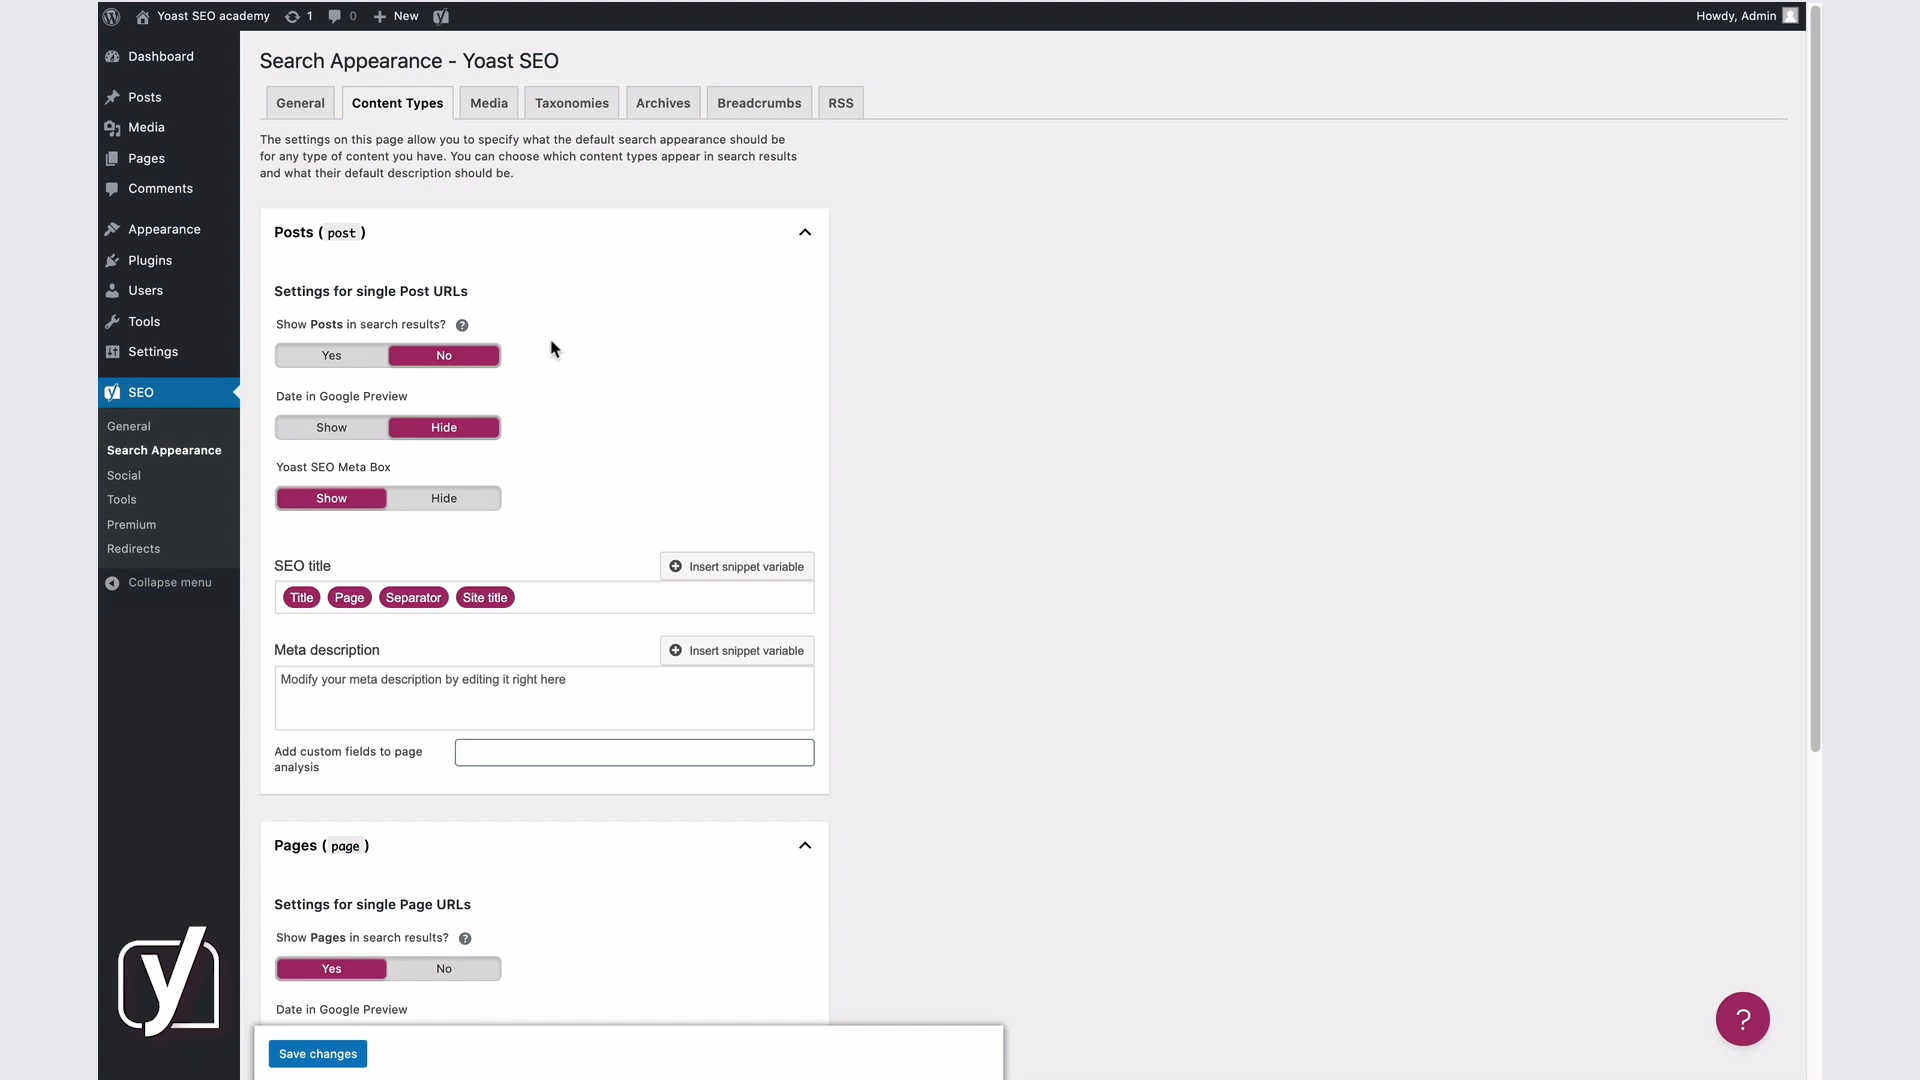 Yoast SEO academy 1 0 New Howdy, Admin
Dashboard
Posts
Media
Pages
Comments
Appearance
Plugins
Users
Tools
Settings
SEO
General
Search Appearance
Social
Tools
Premium
Redirects
Collapse menu
Search Appearance - Yoast SEO
General Content Types Media Taxonomies Archives Breadcrumbs RSS
The settings on this page allow you to specify what the default search appearance should be
for any type of content you have. You can choose which content types appear in search results
and what their default description should be.
Posts ( post )
Settings for single Post URLs
Show Posts in search results? ?
Yes No
Date in Google Preview
Show Hide
Yoast SEO Meta Box
Show Hide
SEO title Insert snippet variable
Title Page Separator Site title
Meta description Insert snippet variable
Modify your meta description by editing it right here
Add custom fields to page
analysis
Pages ( page )
Settings for single Page URLs
Show Pages in search results? ?
Yes No
Date in Google Preview
Save changes
y
?